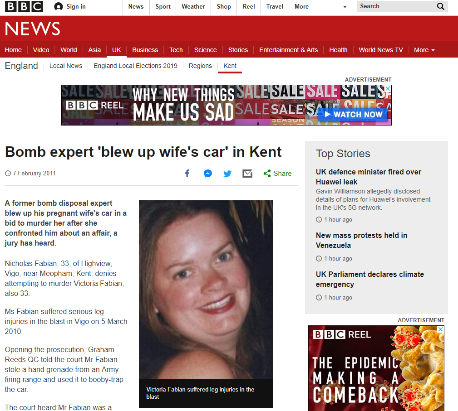 BBC Sign in News Sport Weather Shop Reel Travel More Search
NEWS
Home Video World Asia UK Business Tech Science Stories Entertainment & Arts Health World News TV More
England Local News England Local Elections 2019 Regions Kent
ADVERTISEMENT
BBC REEL WHY NEW THINGS MAKE US SAD SALE SALE SALE SALE WATCH NOW
Bomb expert 'blew up wife's car' in Kent
7 February 2011
Share
A former bomb disposal expert
blew up his pregnant wife's car in a
bid to murder her after she
confronted him about an affair, a
jury has heard.
Nicholas Fabian, 33, of Highview,
Vigo, near Meopham, Kent, denies
attempting to murder Victoria Fabian,
also 33.
Ms Fabian suffered serious leg
injuries in the blast in Vigo on 5 March
2010.
Opening the prosecution, Graham
Reeds QC told the court Mr Fabian
stole a hand grenade from an Army
firing range and used it to booby-trap
the car.
The court heard Mr Fabian was a
Victoria Fabian suffered leg injuries in the
blast
Top Stories
UK defence minister fired over
Huawei leak
Gavin Williamson allegedly disclosed
details of plans for Huawei's involvement
in the UK's 5G network.
1 hour ago
New mass protests held in
Venezuela
1 hour ago
UK Parliament declares climate
emergency
1 hour ago
ADVERTISEMENT
BBC REEL
THE EPIDEMIC
MAKING A
COMEBACK